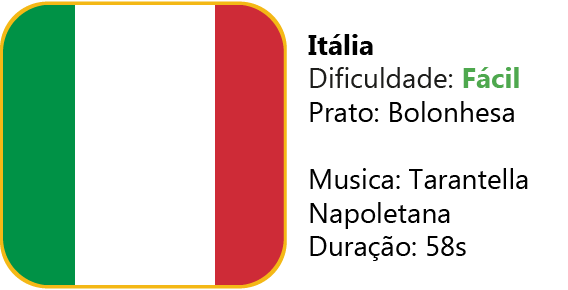 Itália
Dificuldade: Fácil
Prato: Bolonhesa
Musica: Tarantella
Napoletana
Duração: 58s